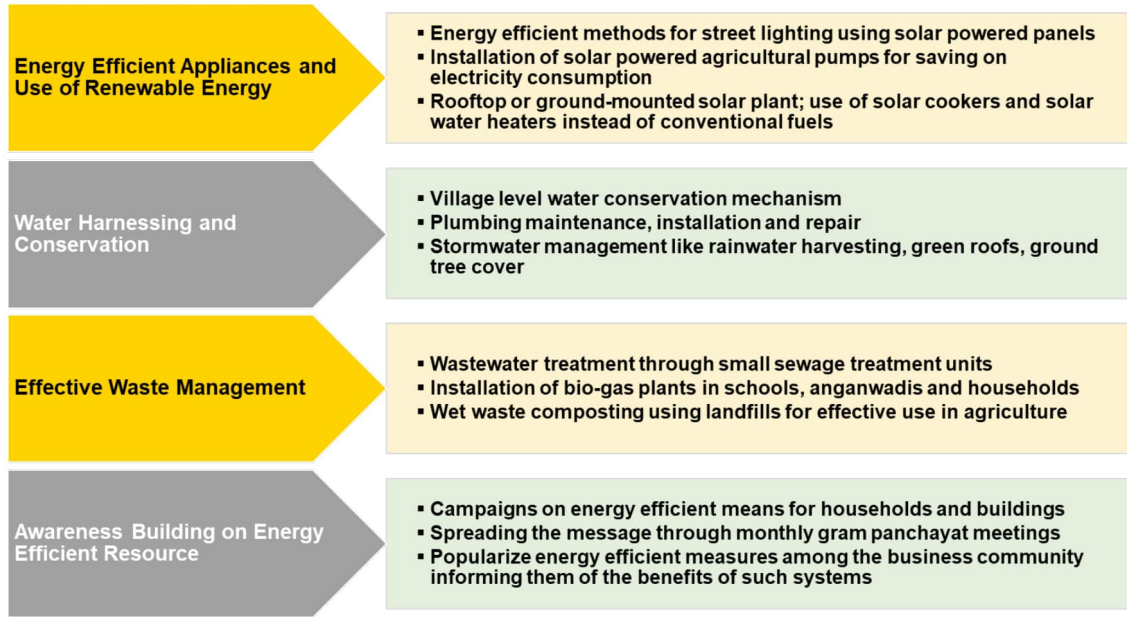 Energy Efficient Appliances and
Use of Renewable Energy
▪ Energy efficient methods for street lighting using solar powered panels
▪ Installation of solar powered agricultural pumps for saving on
electricity consumption
▪ Rooftop or ground-mounted solar plant; use of solar cookers and solar
water heaters instead of conventional fuels
Water Harnessing and
Conservation
▪ Village level water conservation mechanism
▪ Plumbing maintenance, installation and repair
▪ Stormwater management like rainwater harvesting, green roofs, ground
tree cover
Effective Waste Management
▪ Wastewater treatment through small sewage treatment units
▪ Installation of bio-gas plants in schools, anganwadis and households
▪ Wet waste composting using landfills for effective use in agriculture
Awareness Building on Energy
Efficient Resource
▪ Campaigns on energy efficient means for households and buildings
▪ Spreading the message through monthly gram panchayat meetings
▪ Popularize energy efficient measures among the business community
informing them of the benefits of such systems